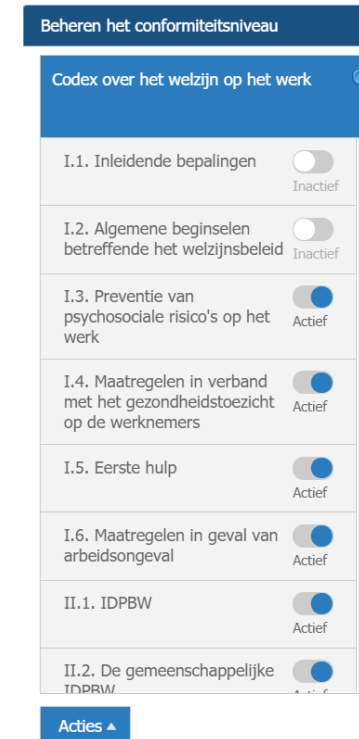 Beheren het conformiteitsniveau
Codex over het welzijn op het werk
I.1. Inleidende bepalingen
Inactief
I.2. Algemene beginselen
betreffende het welzijnsbeleid
Inactief
I.3. Preventie van
psychosociale risico's op het
werk
Actief
I.4. Maatregelen in verband
met het gezondheidstoezicht
op de werknemers
Actief
I.5. Eerste hulp
Actief
I.6. Maatregelen in geval van
arbeidsongeval
Actief
II.1. IDPBW
Actief
II.2. De gemeenschappelijke
IDPBW
Acties